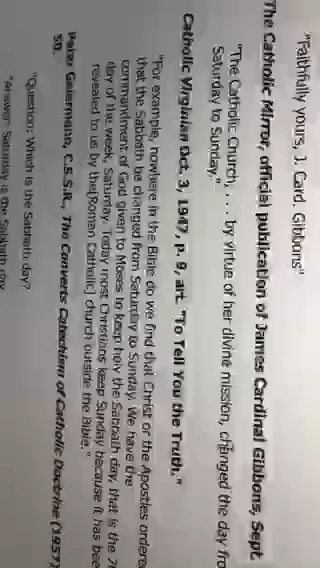 "Faithfully yours, J. Card. Gibbons"
The Catholic Mirror, official publication of James Cardinal Gibbons, Sept
"The Catholic Church, . . . by virtue of her divine mission, changed the day fro
Saturday to Sunday."
Catholic Virginian Oct. 3, 1947, p. 9, art. "To Tell You the Truth."
"For example, nowhere in the Bible do we find that Christ or the Apostles ordere
that the Sabbath be changed from Saturday to Sunday. We have the
commandment of God given to Moses to keep holy the Sabbath day, that is the 7
day of the week, Saturday. Today most Christians keep Sunday because it has bee
revealed to us by the[Roman Catholic] church outside the Bible."
Peter Geiermann, C.S.S.R., The Converts Catechism of Catholic Doctrine (1957)
50.
"Question: Which is the Sabbath day?
"Answer: Saturday is the Sabbath day